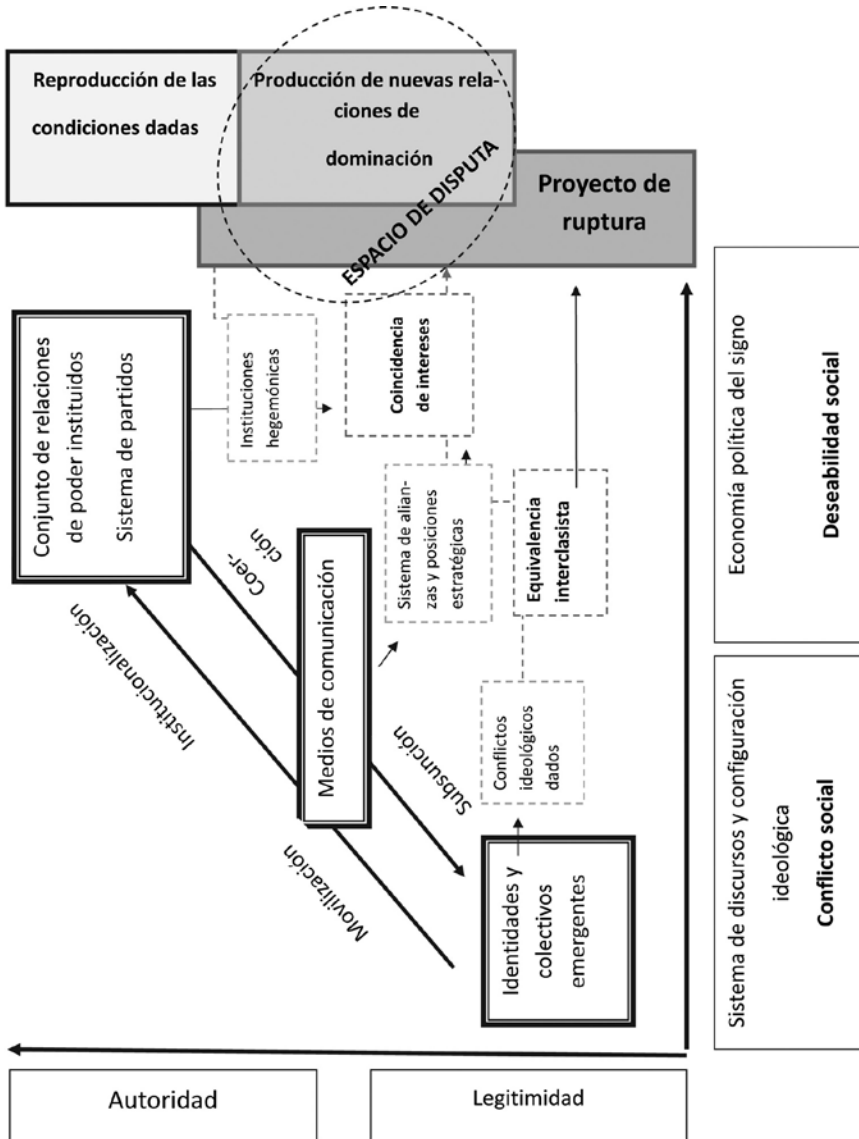 Reproducción de las
condiciones dadas
Producción de nuevas rela-
ciones de
dominación
Proyecto de
ruptura
ESPACIO DE DISPUTA
Conjunto de relaciones
de poder instituidos
Sistema de partidos
Instituciones
hegemónicas
Coincidencia
de intereses
Institucionalización
Coer-
ción
Medios de comunicación
Sistema de alian-
zas y posiciones
estratégicas
Equivalencia
interclasista
Movilización
Subsunción
Conflictos
ideológicos
dados
Identidades y
colectivos
emergentes
Autoridad
Legitimidad
Sistema de discursos y configuración
ideológica
Conflicto social
Economía política del signo
Deseabilidad social